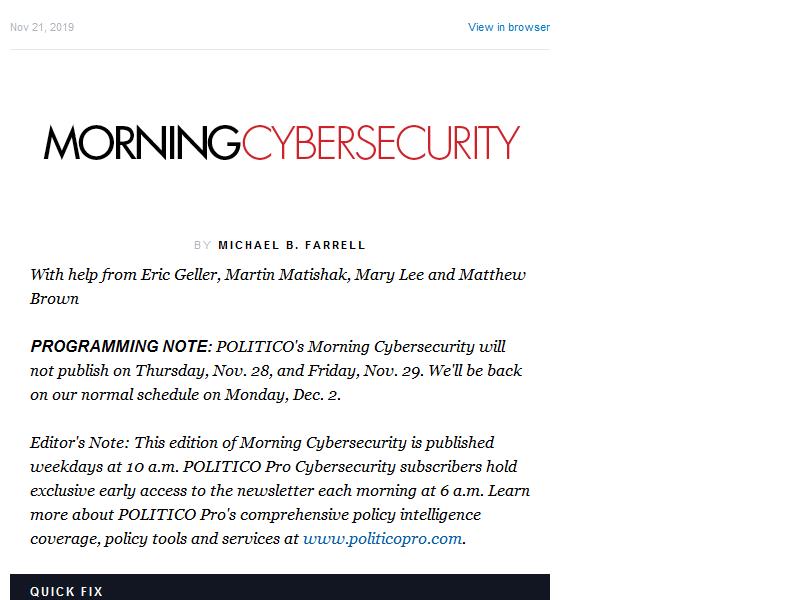 Nov 21, 2019
View in browser
MORNINGCYBERSECURITY
BY MICHAEL B. FARRELL
With help from Eric Geller, Martin Matishak, Mary Lee and Matthew
Brown
PROGRAMMING NOTE: POLITICO's Morning Cybersecurity will
not publish on Thursday, Nov. 28, and Friday, Nov. 29. We'll be back
on our normal schedule on Monday, Dec. 2.
Editor's Note: This edition of Morning Cybersecurity is published
weekdays at 10 a.m. POLITICO Pro Cybersecurity subscribers hold
exclusive early access to the newsletter each morning at 6 a.m. Learn
more about POLITICO Pro's comprehensive policy intelligence
coverage, policy tools and services at www.politicopro.com.
QUICK FIX